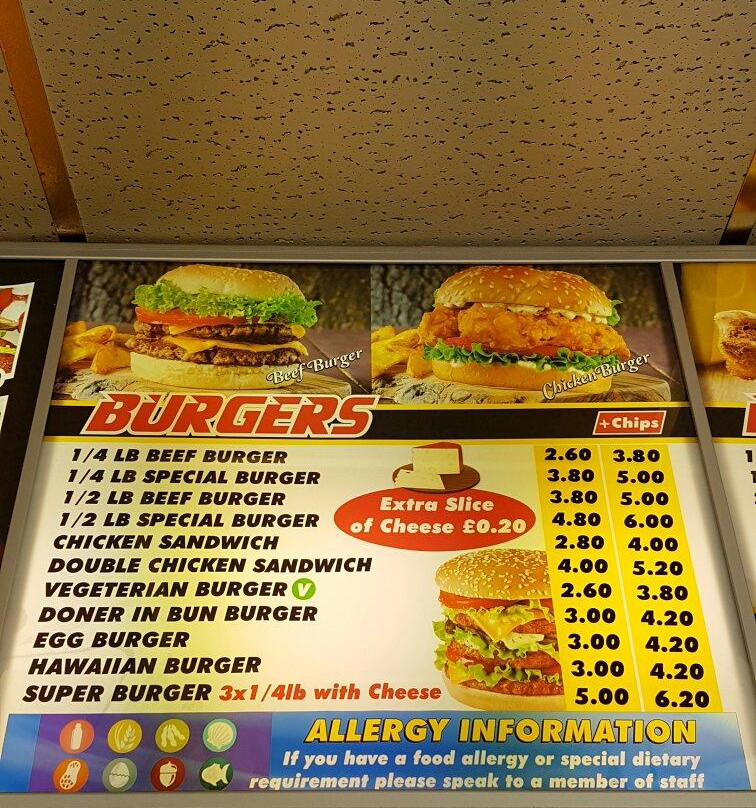 Beef Burger
Chicken Burger
BURGERS
+Chips
1/4 LB BEEF BURGER 2.60 3.80
1/4 LB SPECIAL BURGER 3.80 5.00
1/2 LB BEEF BURGER 3.80 5.00
1/2 LB SPECIAL BURGER 4.80 6.00
CHICKEN SANDWICH 2.80 4.00
DOUBLE CHICKEN SANDWICH 4.00 5.20
VEGETERIAN BURGER V 2.60 3.80
DONER IN BUN BURGER 3.00 4.20
EGG BURGER 3.00 4.20
HAWAIIAN BURGER 3.00 4.20
SUPER BURGER 3x1/4lb with Cheese 5.00 6.20
Extra Slice
of Cheese £0.20
ALLERGY INFORMATION
If you have a food allergy or special dietary
requirement please speak to a member of staff